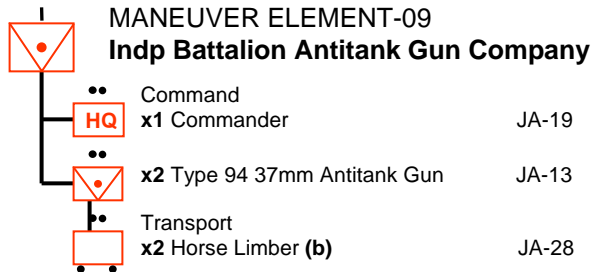 MANEUVER ELEMENT-09
Indp Battalion Antitank Gun Company
Command
HQ x1 Commander JA-19
x2 Type 94 37mm Antitank Gun JA-13
Transport
x2 Horse Limber (b) JA-28